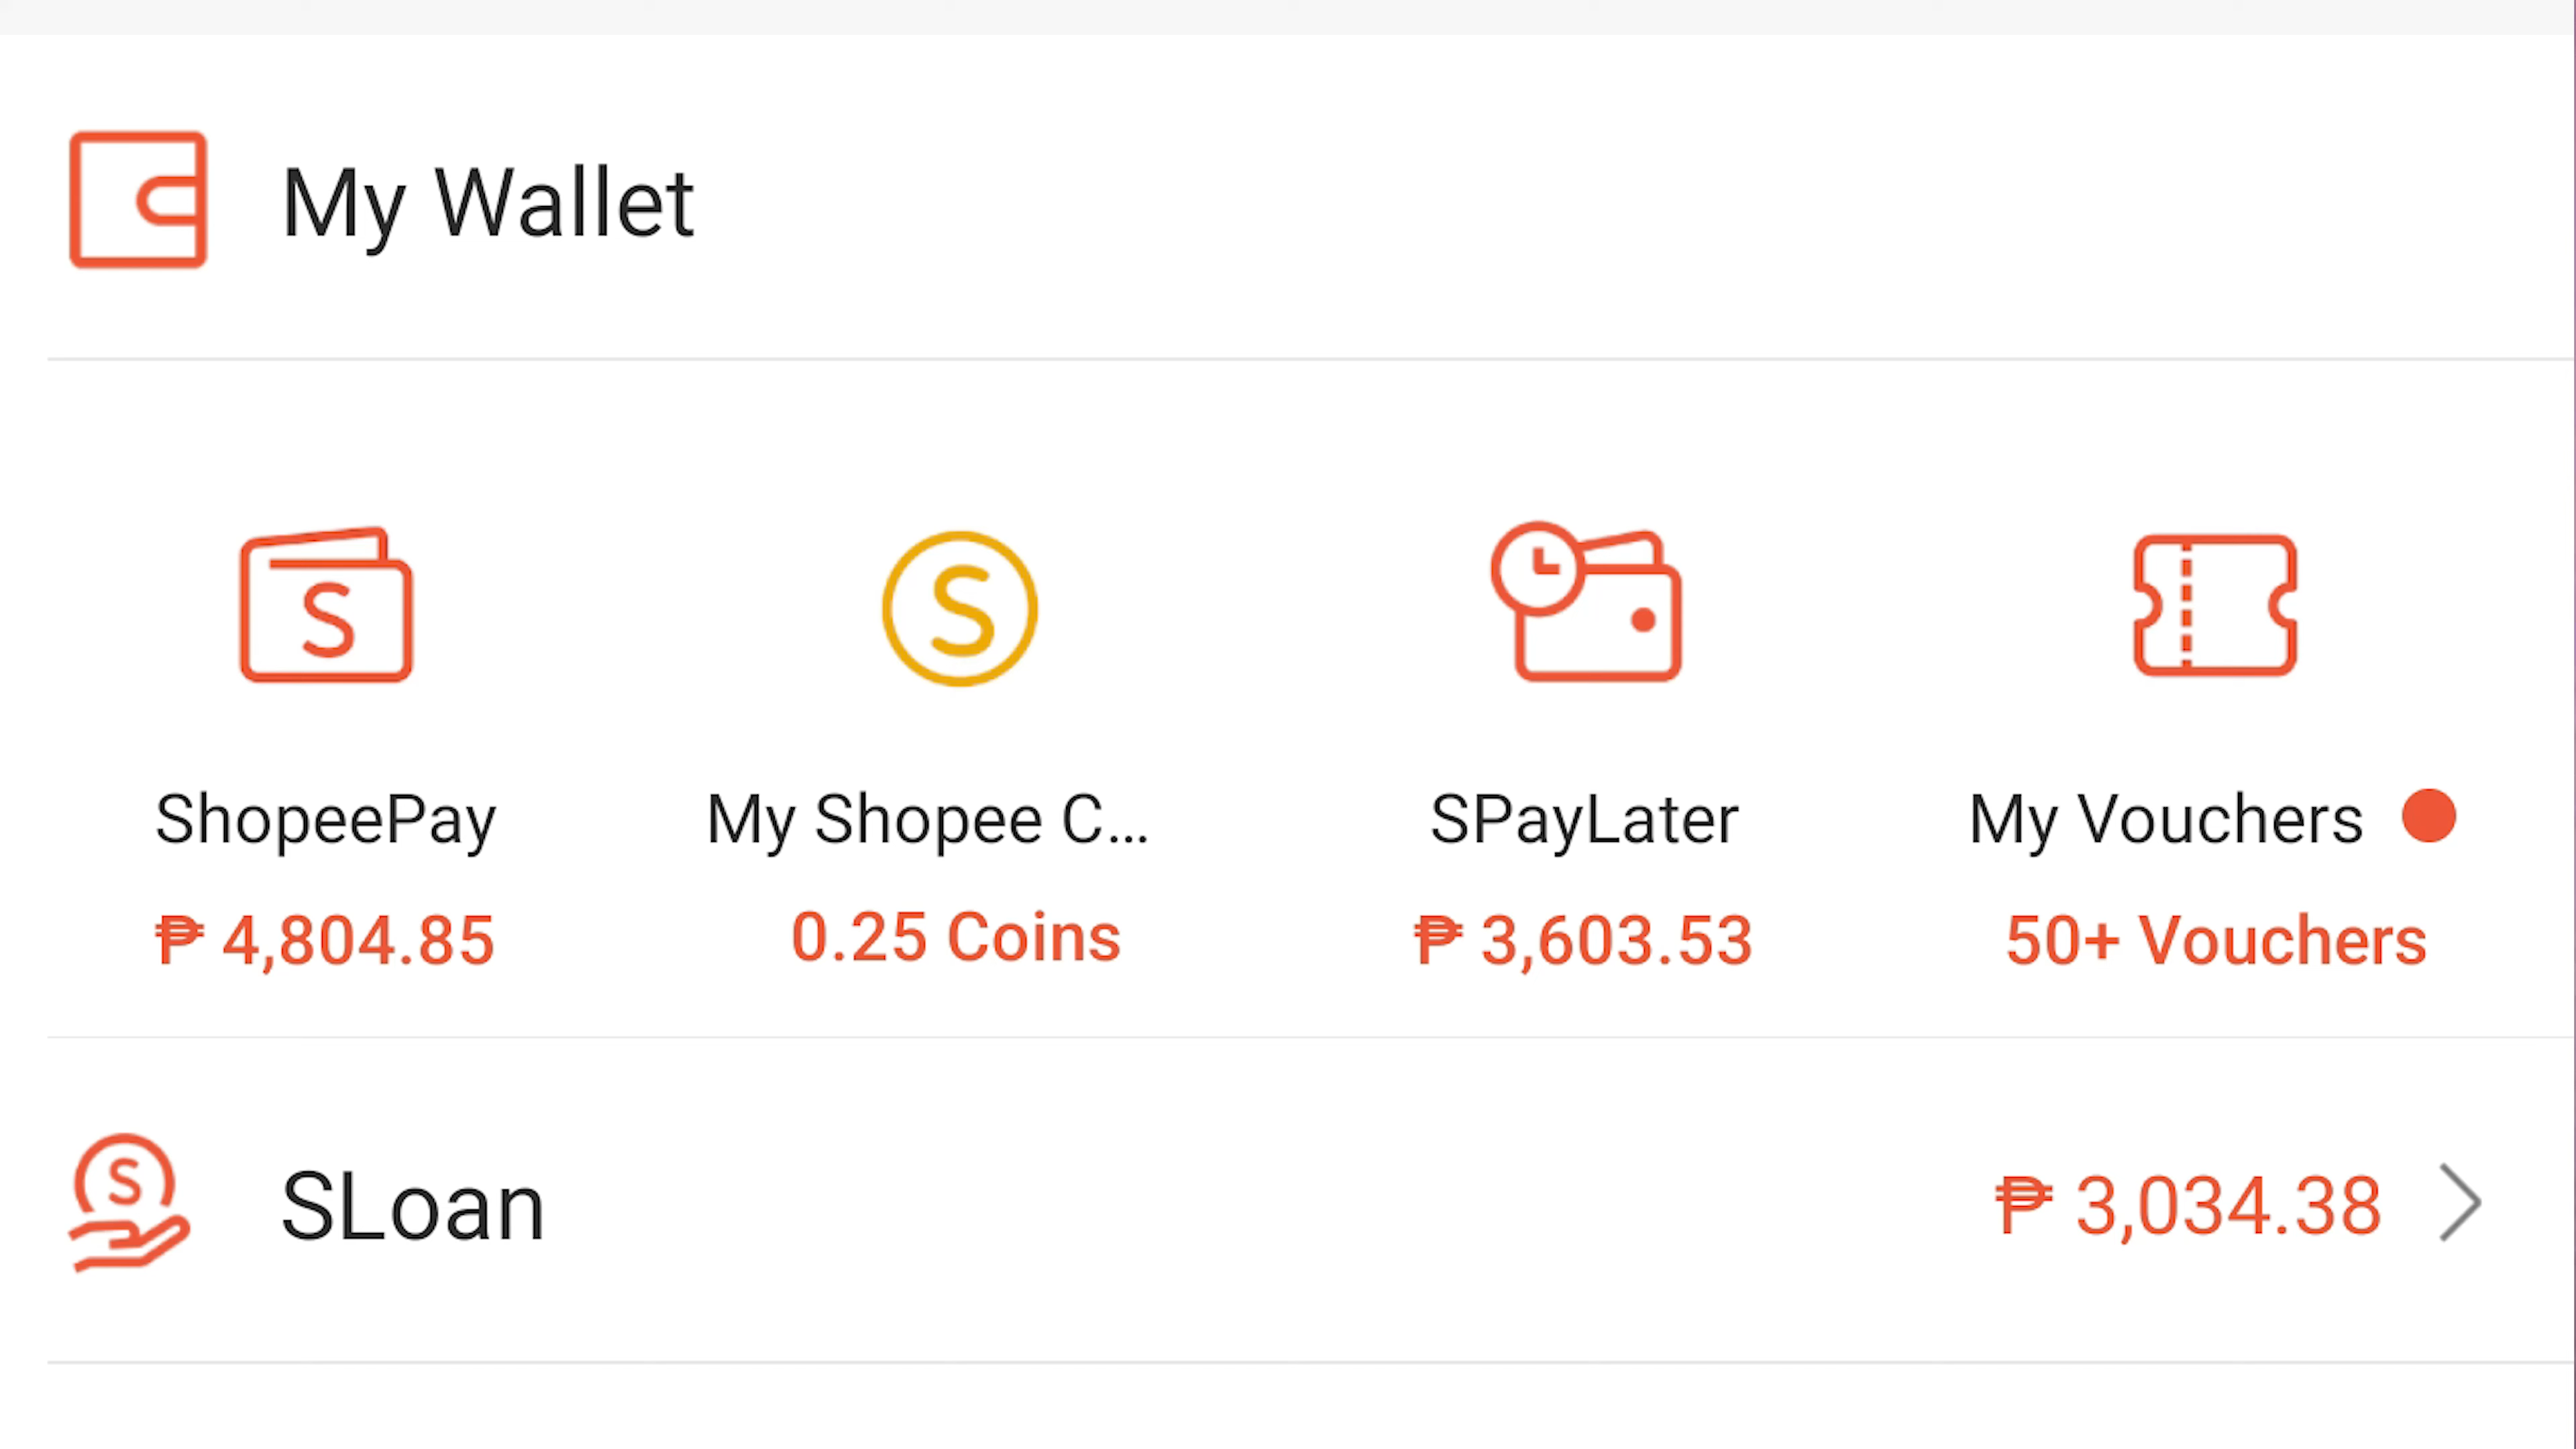 My Wallet
ShopeePay
₱ 4,804.85
My Shopee C...
0.25 Coins
SPayLater
₱ 3,603.53
My Vouchers
50+ Vouchers
SLoan
₱ 3,034.38